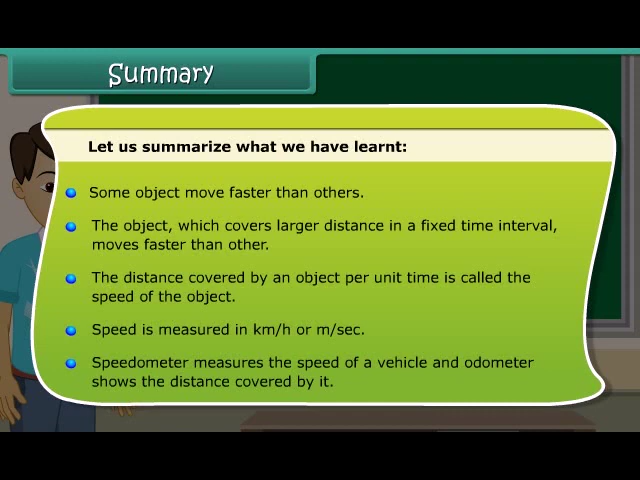 Summary
Let us summarize what we have learnt:
Some object move faster than others.
The object, which covers larger distance in a fixed time interval,
moves faster than other.
The distance covered by an object per unit time is called the
speed of the object.
Speed is measured in km/h or m/sec.
Speedometer measures the speed of a vehicle and odometer
shows the distance covered by it.